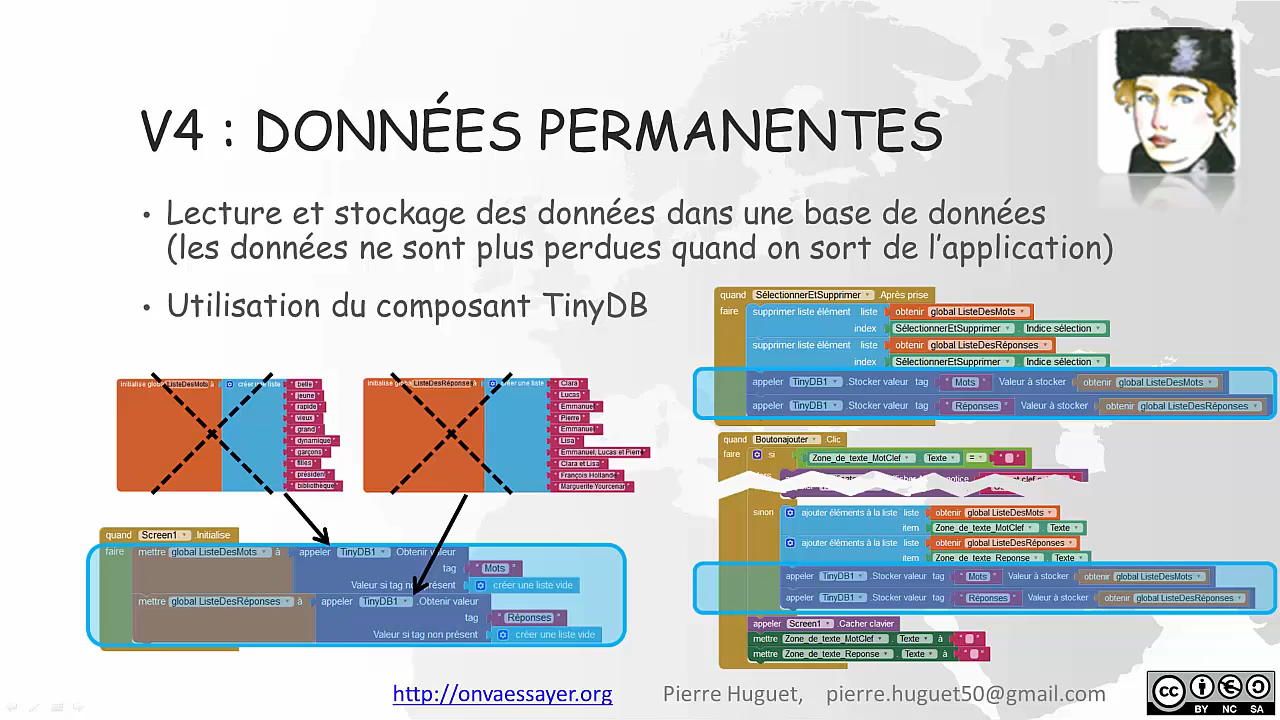 V4 : DONNÉES PERMANENTES
• Lecture et stockage des données dans une base de données
(les données ne sont plus perdues quand on sort de l’application)
• Utilisation du composant TinyDB
initialise global ListeDesMots à créer une liste
" belle "
" jeune "
" rapide "
" vieux "
" grand "
" dynamique "
" garçons "
" filles "
" président "
" bibliothèque "
ListeDesRéponses créer une liste
" Clara "
" Lucas "
" Emmanuel "
" Pierre "
" Emmanuel "
" Lisa "
" Emmanuel, Lucas et Pierre "
" Clara et Lisa "
" François Hollande "
" Marguerite Yourcenar "
quand Screen1 .Initialise
faire mettre global ListeDesMots à appeler TinyDB1 .Obtenir valeur
tag " Mots "
Valeur si tag non présent créer une liste vide
mettre global ListeDesRéponses à appeler TinyDB1 .Obtenir valeur
tag " Réponses "
Valeur si tag non présent créer une liste vide
quand SélectionnerEtSupprimer .Après prise
faire supprimer liste élément liste obtenir global ListeDesMots
index SélectionnerEtSupprimer . Indice sélection
supprimer liste élément liste obtenir global ListeDesRéponses
index SélectionnerEtSupprimer . Indice sélection
appeler TinyDB1 .Stocker valeur tag " Mots " Valeur à stocker obtenir global ListeDesMots
appeler TinyDB1 .Stocker valeur tag " Réponses " Valeur à stocker obtenir global ListeDesRéponses
quand Boutonajouter .Clic
faire si Zone_de_texte_MotClef . Texte = " "
sinon ajouter éléments à la liste liste obtenir global ListeDesMots
item Zone_de_texte_MotClef . Texte
ajouter éléments à la liste liste obtenir global ListeDesRéponses
item Zone_de_texte_Reponse . Texte
appeler TinyDB1 .Stocker valeur tag " Mots " Valeur à stocker obtenir global ListeDesMots
appeler TinyDB1 .Stocker valeur tag " Réponses " Valeur à stocker obtenir global ListeDesRéponses
appeler Screen1 .Cacher clavier
mettre Zone_de_texte_MotClef . Texte à " "
mettre Zone_de_texte_Reponse . Texte à " "
http://onvaessayer.org Pierre Huguet, pierre.huguet50@gmail.com
cc BY NC SA